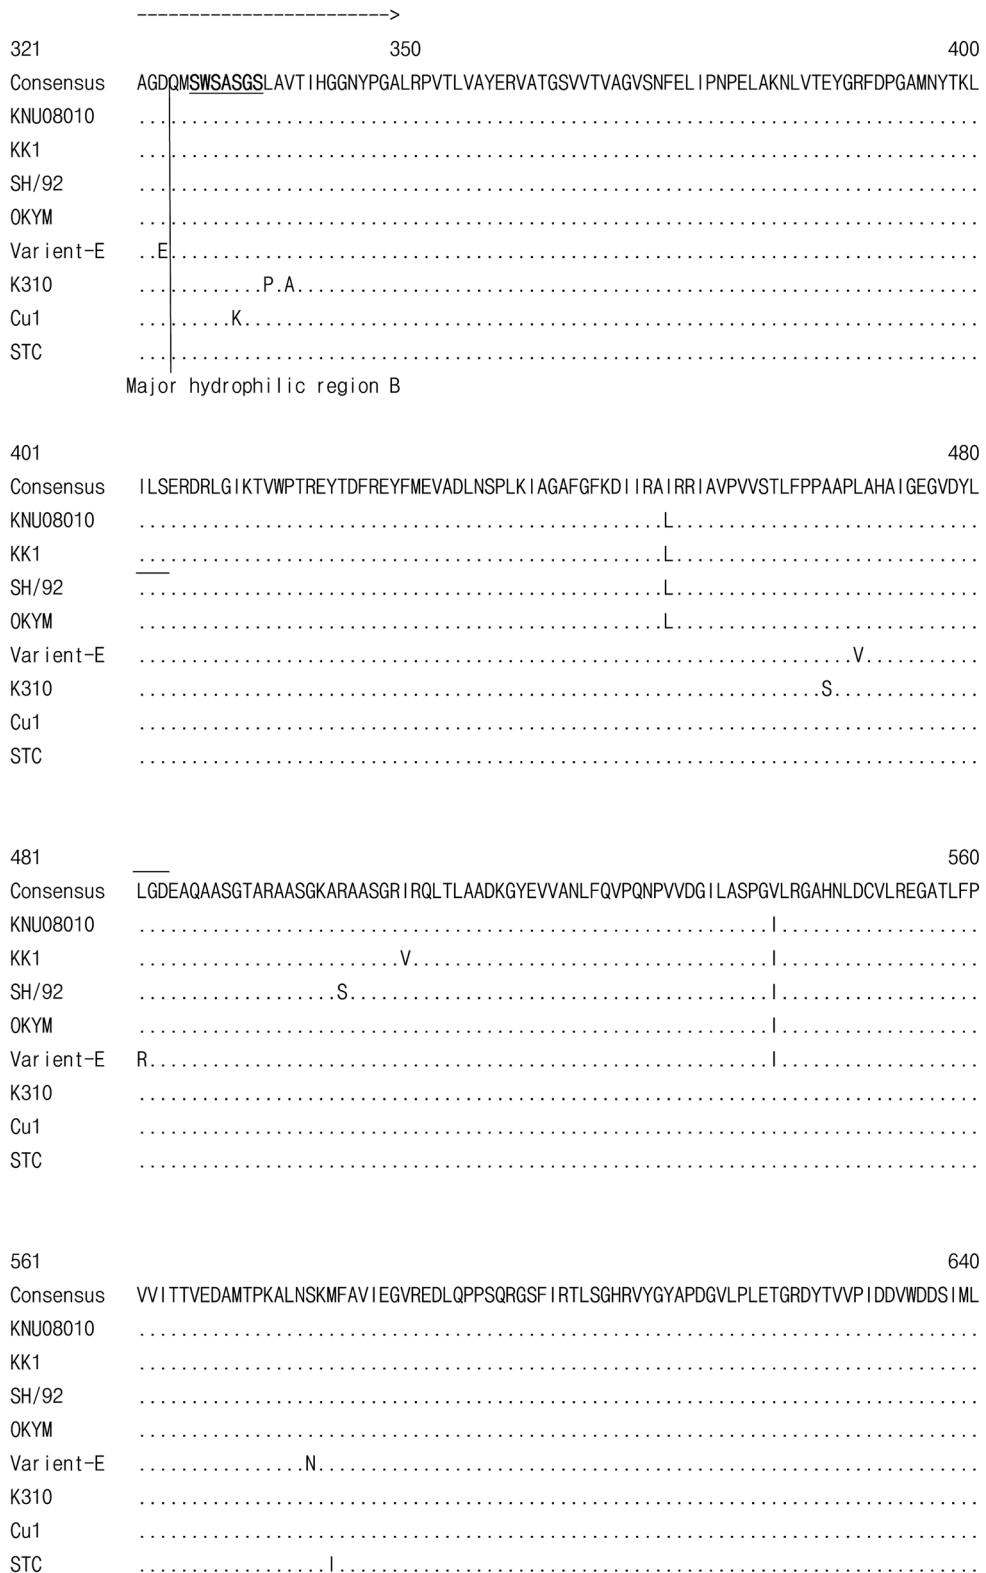 ------------------------>
321 350 400
Consensus AGDQMSWSASGSLAVTIHGGNYPGALRPVTLVAYERVATGSVVTVAGVSNFELIPNPELAKNLVTEYGRFDPGAMNYTKL
KNU08010 ................................................................................
KK1 ................................................................................
SH/92 ................................................................................
OKYM ................................................................................
Varient-E ..E.............................................................................
K310 ............P.A.................................................................
Cu1 .........K......................................................................
STC ................................................................................
Major hydrophilic region B
401 480
Consensus ILSERDRLGIKTVWPTREYTDFREYFMEVADLNSPLKIAGAFGFKDIIRAIRRIAVPVVSTLFPPAAPLAHAIGEGVDYL
KNU08010 ..................................................L.............................
KK1 ..................................................L.............................
SH/92 ..................................................L.............................
OKYM ..................................................L.............................
Varient-E ....................................................................V...........
K310 .................................................................S..............
Cu1 ................................................................................
STC ................................................................................
481 560
Consensus LGDEAQAASGTARAASGKARAASGRIRQLTLAADKGYEVVANLFQVPQNPVVDGILASPGVLRGAHNLDCVLREGATLFP
KNU08010 ............................................................I...................
KK1 .........................V..................................I...................
SH/92 ...................S........................................I...................
OKYM ............................................................I...................
Varient-E R...........................................................I...................
K310 ................................................................................
Cu1 ................................................................................
STC ................................................................................
561 640
Consensus VVITTVEDAMTPKALNSKMFAVIEGVREDLQPPSQRGSFIRTLSGHRVYGYAPDGVLPLETGRDYTVVPIDDVWDDSIML
KNU08010 ................................................................................
KK1 ................................................................................
SH/92 ................................................................................
OKYM ................................................................................
Varient-E ................N...............................................................
K310 ................................................................................
Cu1 ................................................................................
STC ..................I.............................................................